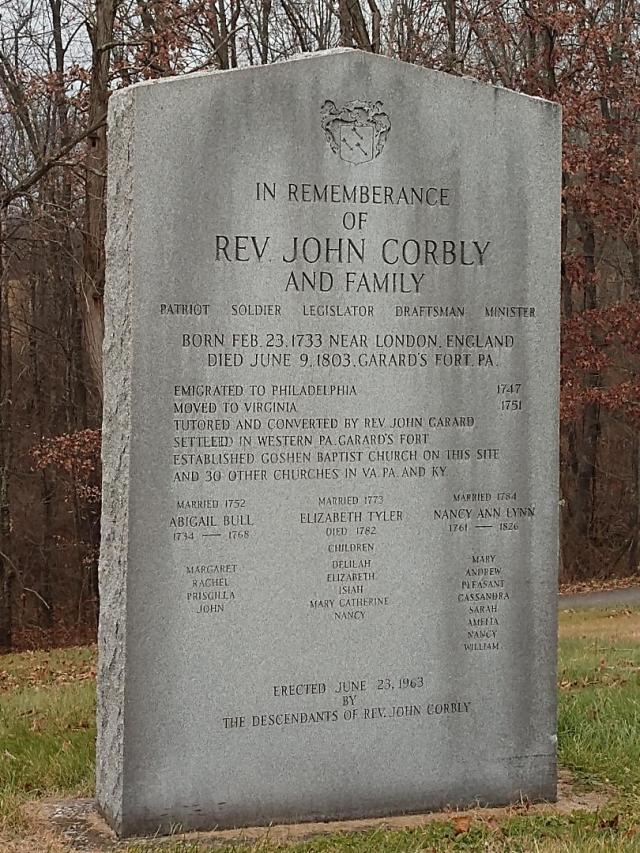 IN REMEMBERANCE
OF
REV. JOHN CORBLY
AND FAMILY
PATRIOT SOLDIER LEGISLATOR DRAFTSMAN MINISTER
BORN FEB. 23, 1733 NEAR LONDON, ENGLAND
DIED JUNE 9, 1803, GARARD'S FORT, PA.
EMIGRATED TO PHILADELPHIA 1747
MOVED TO VIRGINIA 1751
TUTORED AND CONVERTED BY REV. JOHN GARARD
SETTLED IN WESTERN PA. GARARD'S FORT
ESTABLISHED GOSHEN BAPTIST CHURCH ON THIS SITE
AND 30 OTHER CHURCHES IN VA. PA. AND KY.
MARRIED 1752
ABIGAIL BULL
1734 — 1768
MARGARET
RACHEL
PRISCILLA
JOHN
MARRIED 1773
ELIZABETH TYLER
DIED 1782
CHILDREN
DELILAH
ELIZABETH
ISIAH
MARY CATHERINE
NANCY
MARRIED 1784
NANCY ANN LYNN
1761 — 1826
MARY
ANDREW
PLEASANT
CASSANDRA
SARAH
AMELIA
NANCY
WILLIAM
ERECTED JUNE 23, 1963
BY
THE DESCENDANTS OF REV. JOHN CORBLY